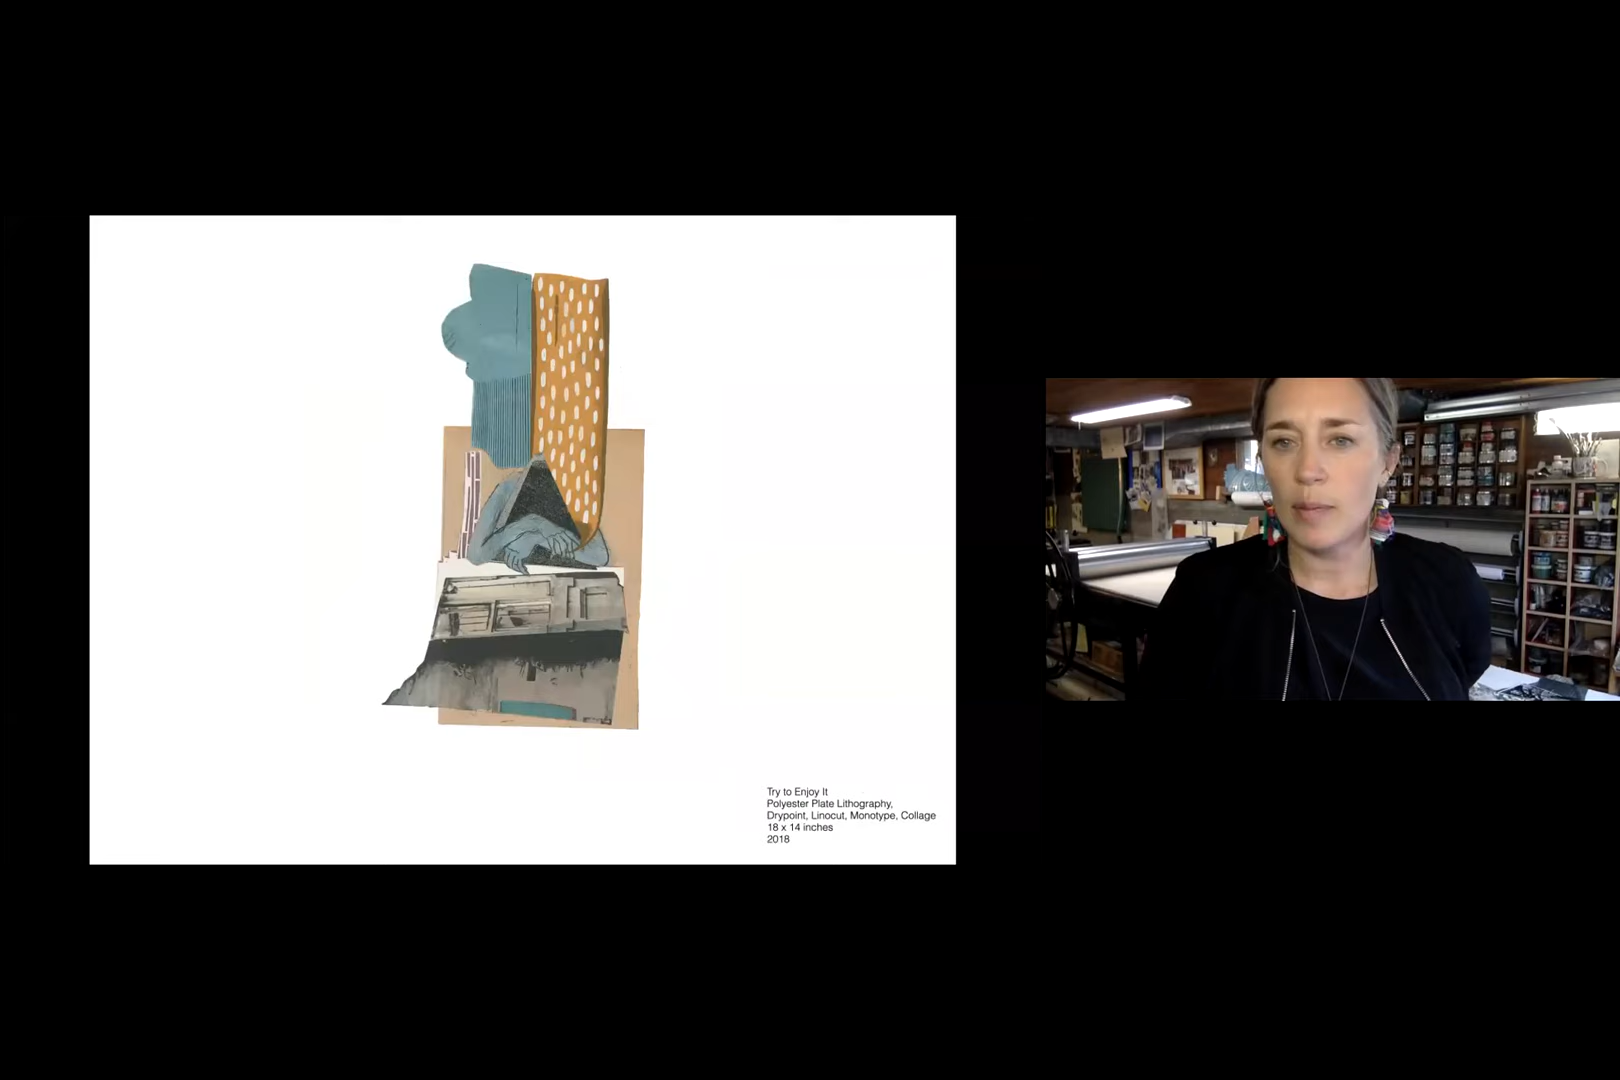 Try to Enjoy It
Polyester Plate Lithography,
Drypoint, Linocut, Monotype, Collage
18 x 14 inches
2018